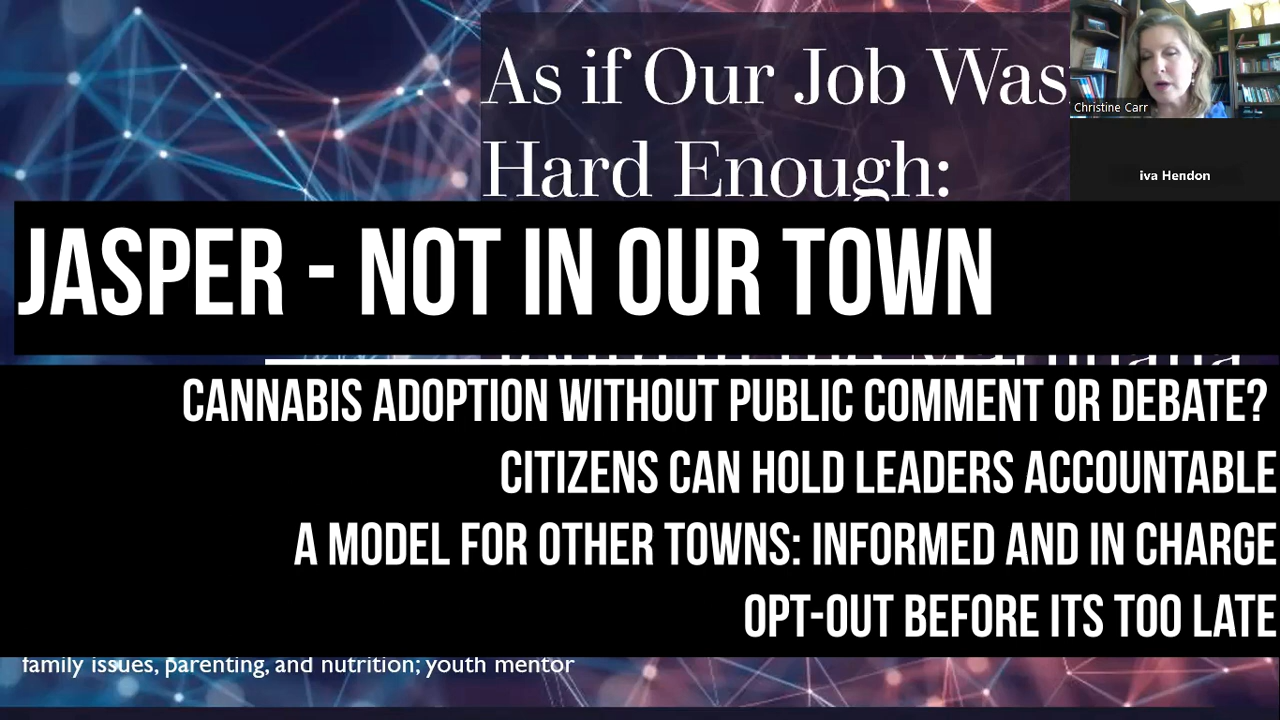 As if Our Job Was
Hard Enough:
Christine Carr
iva Hendon
JASPER - NOT IN OUR TOWN
CANNABIS ADOPTION WITHOUT PUBLIC COMMENT OR DEBATE?
CITIZENS CAN HOLD LEADERS ACCOUNTABLE
A MODEL FOR OTHER TOWNS: INFORMED AND IN CHARGE
OPT-OUT BEFORE ITS TOO LATE
family issues, parenting, and nutrition; youth mentor